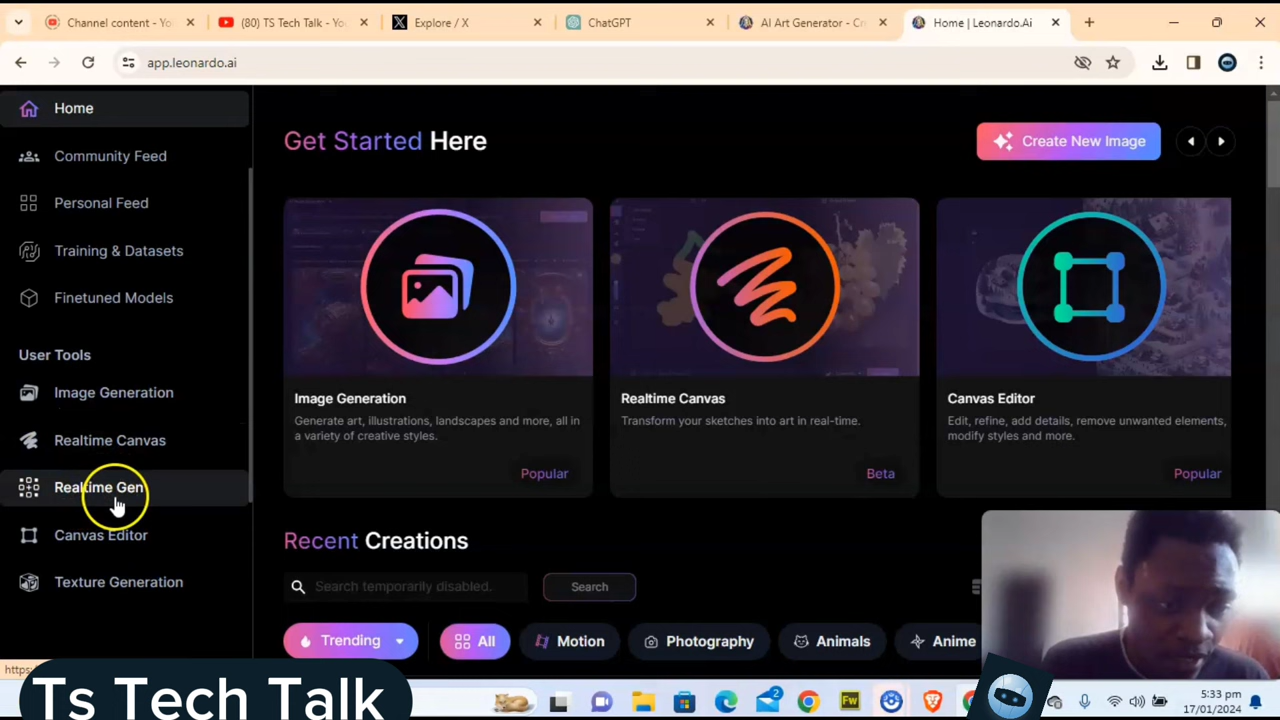 Channel content - Yo
(80) TS Tech Talk - You
Explore / X
ChatGPT
AI Art Generator - Cr
Home | Leonardo.Ai
app.leonardo.ai
Home
Community Feed
Personal Feed
Training & Datasets
Finetuned Models
User Tools
Image Generation
Realtime Canvas
Realtime Gen
Canvas Editor
Texture Generation
Get Started Here
Create New Image
Image Generation
Generate art, illustrations, landscapes and more, all in
a variety of creative styles.
Popular
Realtime Canvas
Transform your sketches into art in real-time.
Beta
Canvas Editor
Edit, refine, add details, remove unwanted elements,
modify styles and more.
Popular
Recent Creations
Search temporarily disabled.
Search
Trending
All
Motion
Photography
Animals
Anime
https:
Ts Tech Talk
Fw
2
5:33 pm
17/01/2024